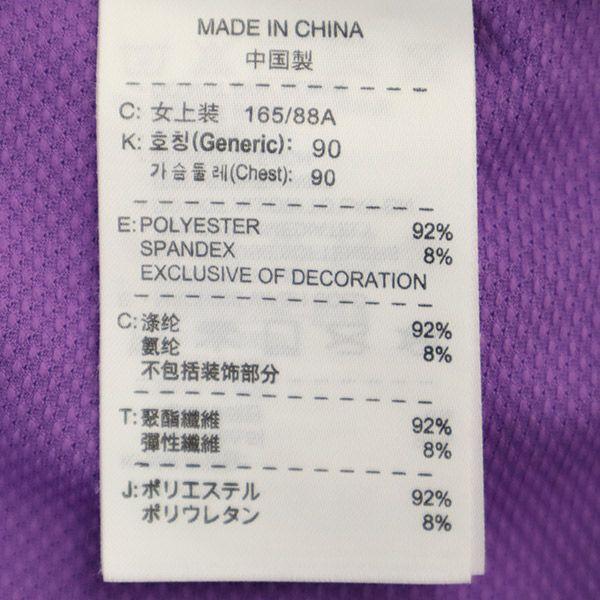 MADE IN CHINA
中国製
C: 女上装 165/88A
K: 호칭(Generic): 90
가슴둘레(Chest): 90
E: POLYESTER 92%
SPANDEX 8%
EXCLUSIVE OF DECORATION
C: 涤纶 92%
氨纶 8%
不包括装饰部分
T: 聚酯纖維 92%
彈性纖維 8%
J: ポリエステル 92%
ポリウレタン 8%